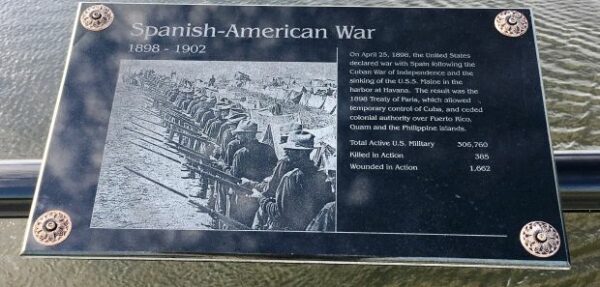 Spanish-American War
1898 - 1902
On April 25, 1898, the United States
declared war with Spain following the
Cuban War of Independence and the
sinking of the U.S.S. Maine in the
harbor at Havana. The result was the
1898 Treaty of Paris, which allowed
temporary control of Cuba, and ceded
colonial authority over Puerto Rico,
Guam and the Philippine Islands.
Total Active U.S. Military 306,760
Killed in Action 385
Wounded in Action 1,662